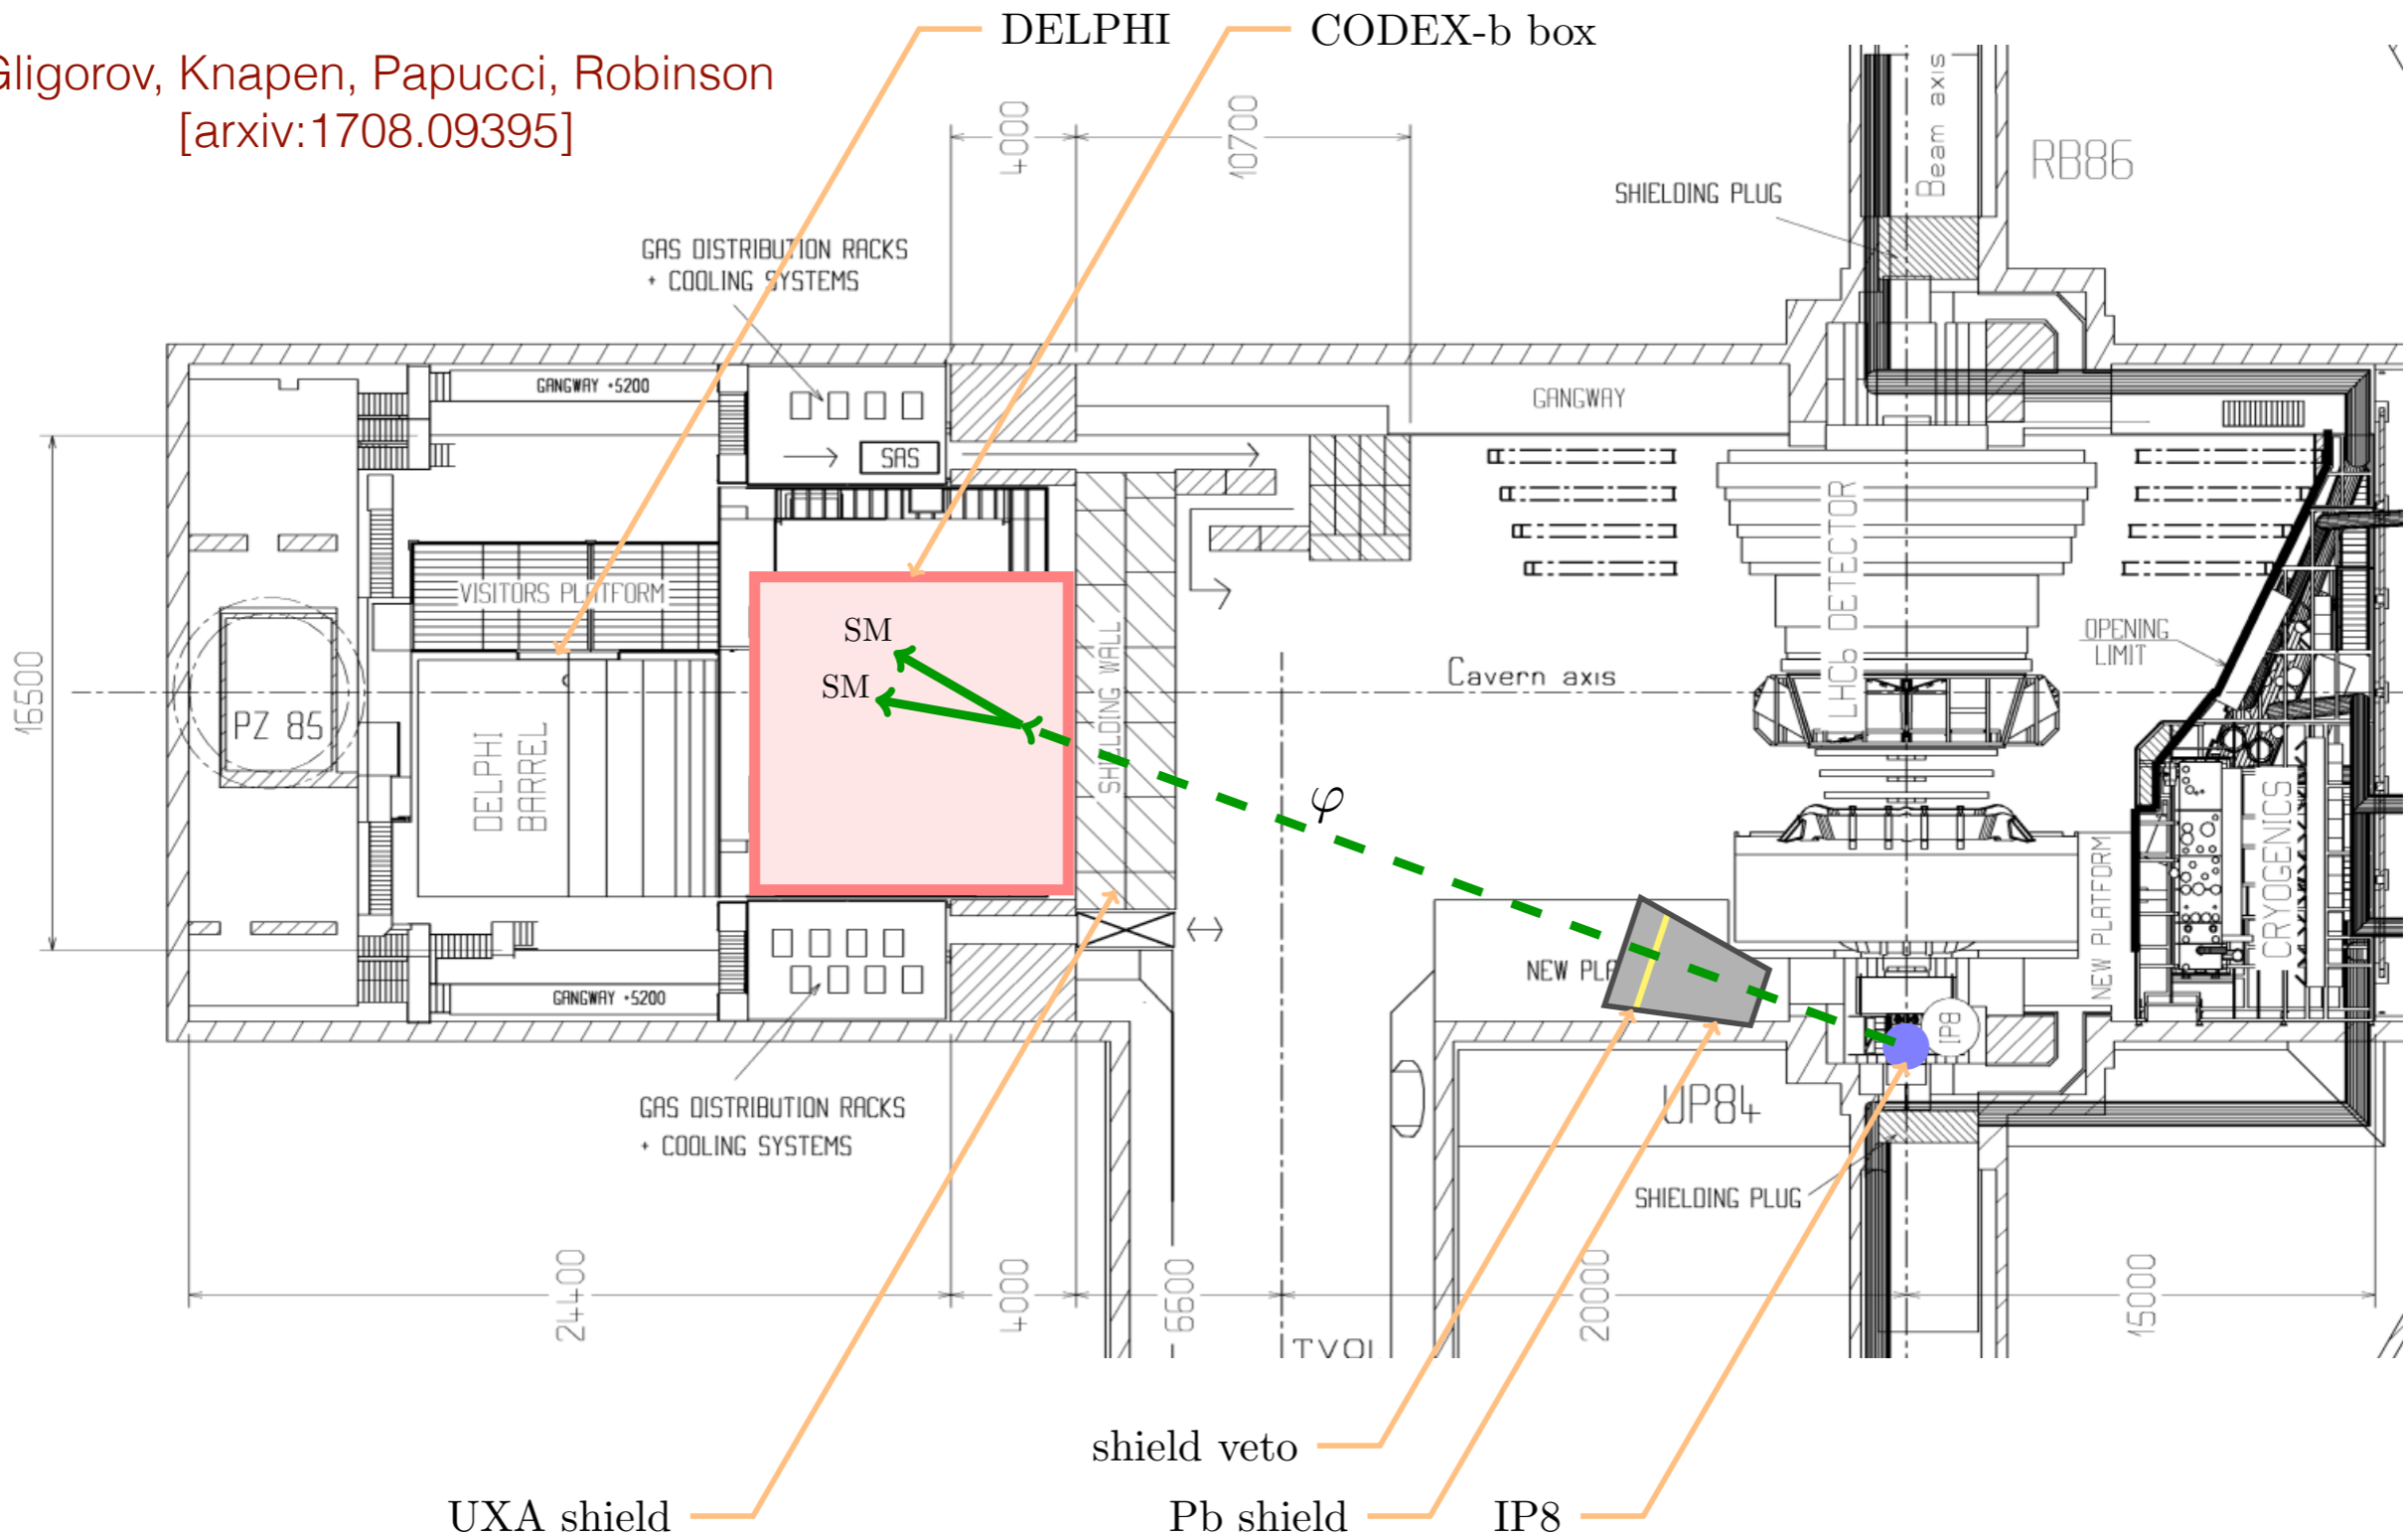 DELPHI
CODEX-b box
Gligorov, Knapen, Papucci, Robinson
[arxiv:1708.09395]
4000
10700
Beam axis
RB86
SHIELDING PLUG
GAS DISTRIBUTION RACKS
+ COOLING SYSTEMS
GANGWAY +5200
GANGWAY
SAS
VISITORS PLATFORM
SM
SM
SHIELDING WALL
LHCb DETECTOR
OPENING
LIMIT
Cavern axis
16500
PZ 85
DELPHI
BARREL
φ
CRYOGENICS
NEW PLATFORM
NEW PLA
GANGWAY +5200
IP8
GAS DISTRIBUTION RACKS
+ COOLING SYSTEMS
UP84
SHIELDING PLUG
24400
4000
6600
20000
15000
shield veto
UXA shield
Pb shield
IP8